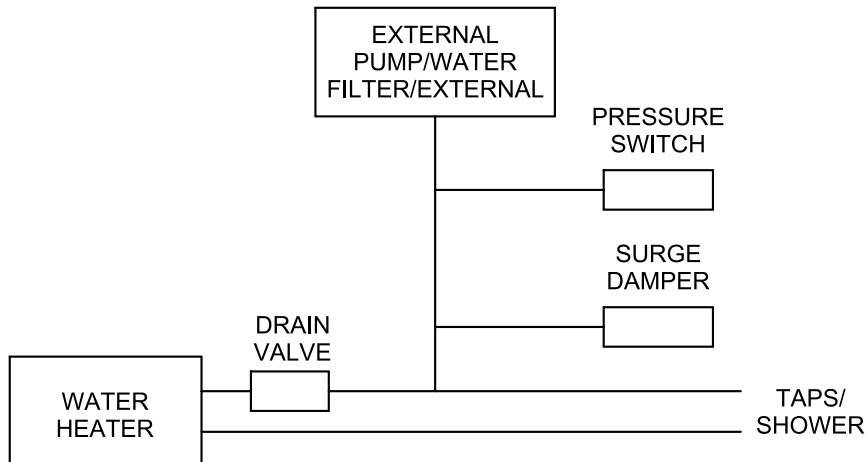 EXTERNAL
PUMP/WATER
FILTER/EXTERNAL
PRESSURE
SWITCH
SURGE
DAMPER
DRAIN
VALVE
WATER
HEATER
TAPS/
SHOWER